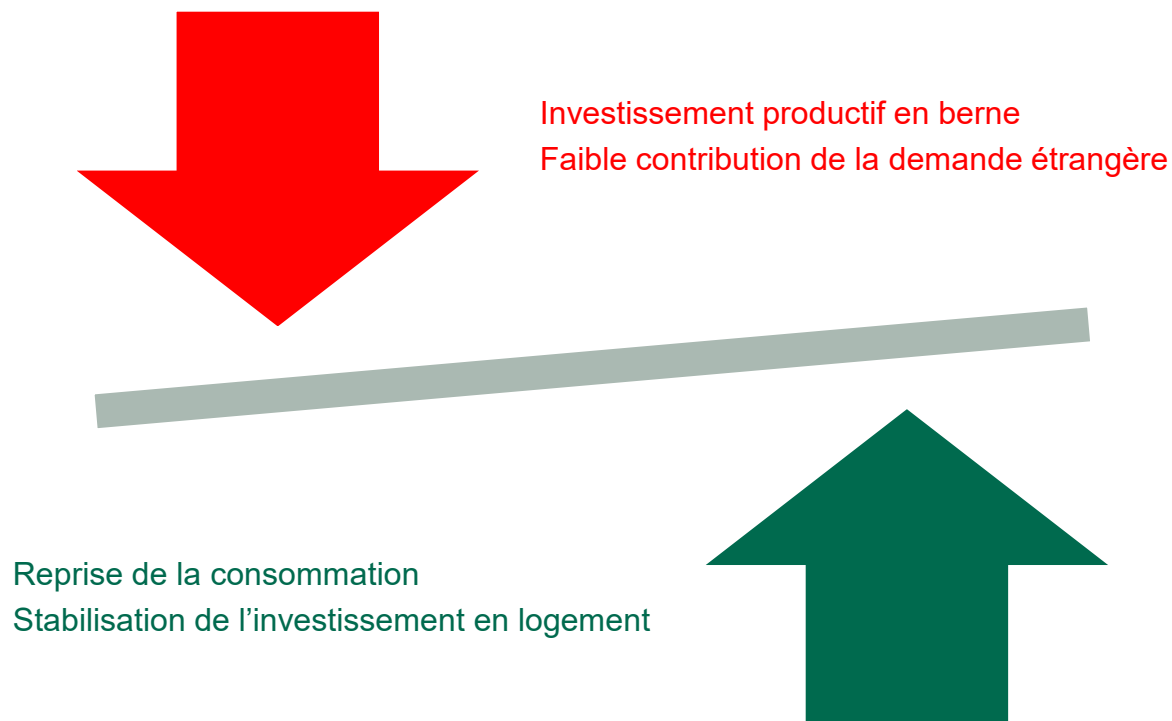 Investissement productif en berne
Faible contribution de la demande étrangère
Reprise de la consommation
Stabilisation de l’investissement en logement